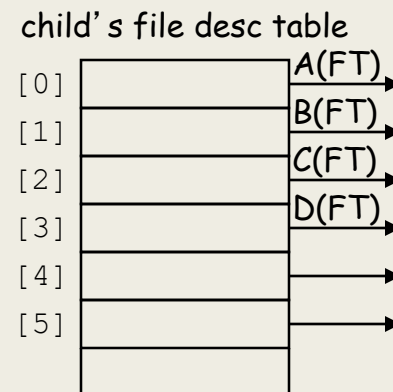 child’s file desc table
[0] A(FT)
[1] B(FT)
[2] C(FT)
[3] D(FT)
[4]
[5]